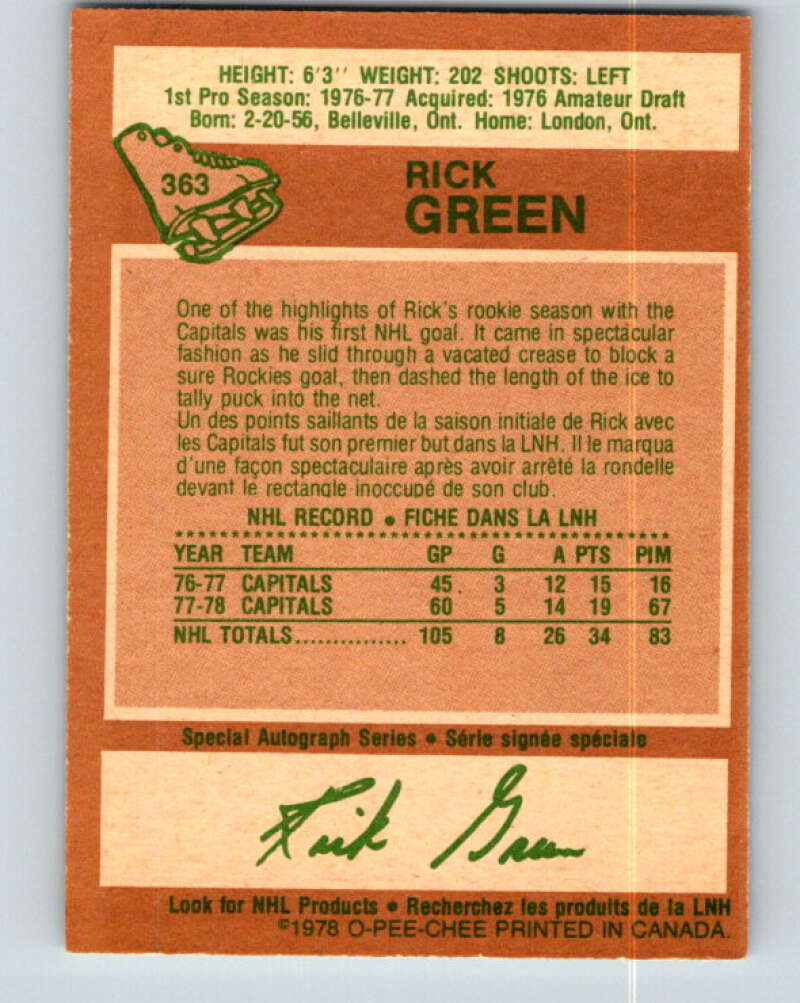 HEIGHT: 6'3'' WEIGHT: 202 SHOOTS: LEFT
1st Pro Season: 1976-77 Acquired: 1976 Amateur Draft
Born: 2-20-56, Belleville, Ont. Home: London, Ont.
363
RICK
GREEN
One of the highlights of Rick's rookie season with the
Capitals was his first NHL goal. It came in spectacular
fashion as he slid through a vacated crease to block a
sure Rockies goal, then dashed the length of the ice to
tally puck into the net.
Un des points saillants de la saison initiale de Rick avec
les Capitals fut son premier but dans la LNH. Il le marqua
d'une façon spectaculaire après avoir arrêté la rondelle
devant le rectangle inoccupé de son club.
NHL RECORD • FICHE DANS LA LNH
YEAR TEAM GP G A PTS PIM
76-77 CAPITALS 45 3 12 15 16
77-78 CAPITALS 60 5 14 19 67
NHL TOTALS............... 105 8 26 34 83
Special Autograph Series • Série signée spéciale
Rick Green
Look for NHL Products • Recherchez les produits de la LNH
©1978 O-PEE-CHEE PRINTED IN CANADA.